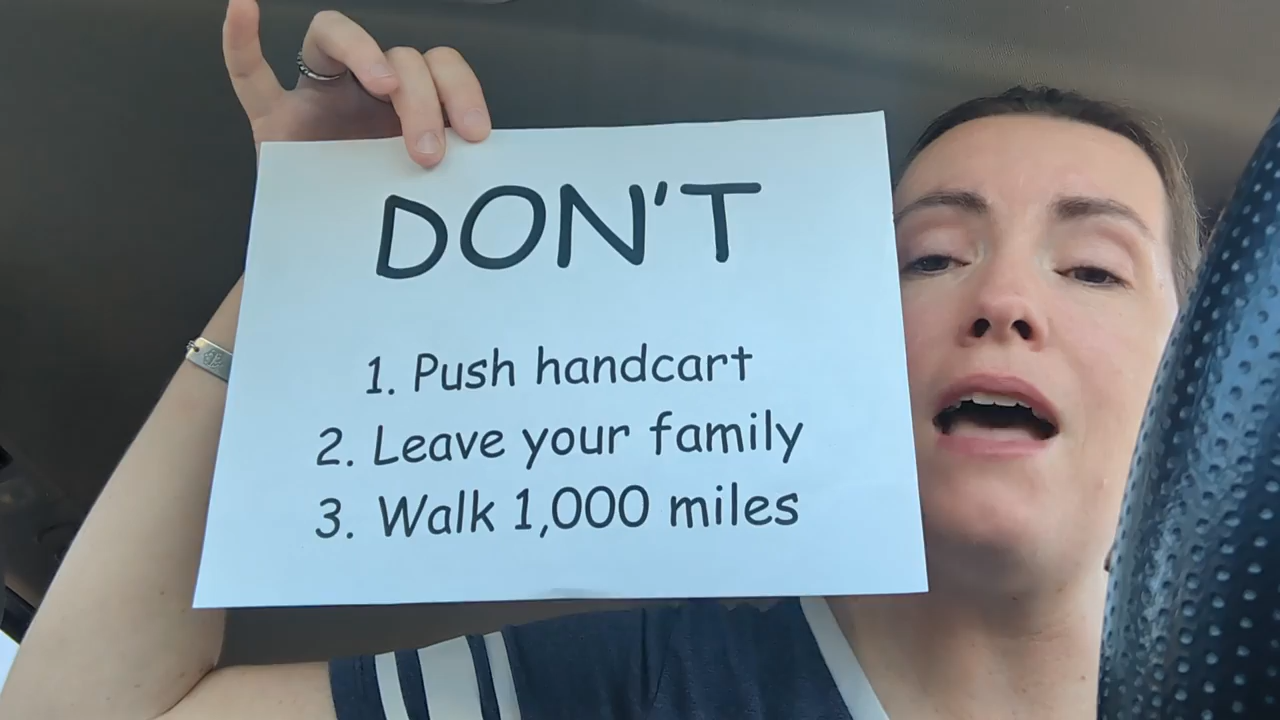 DON'T
1. Push handcart
2. Leave your family
3. Walk 1,000 miles